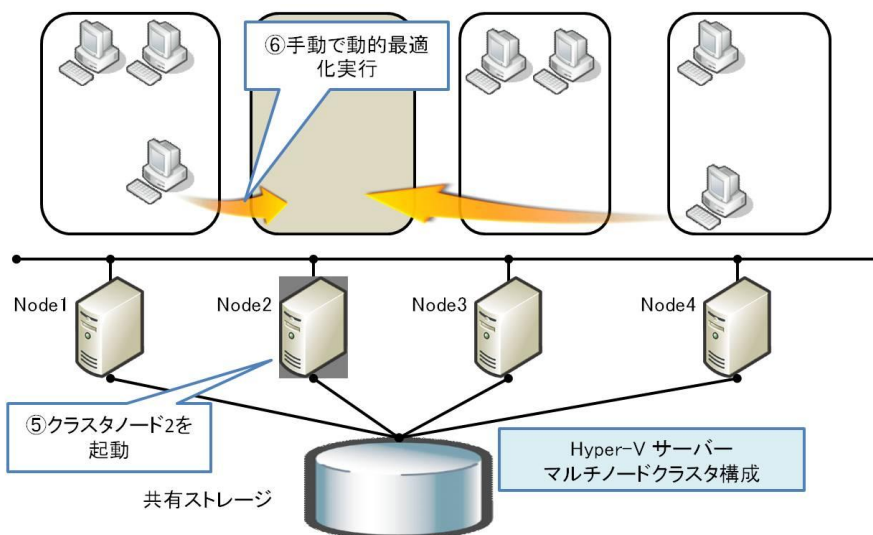 ⑥手動で動的最適
化実行
Node1
Node2
Node3
Node4
⑤クラスタノード2を
起動
Hyper-V サーバー
マルチノードクラスタ構成
共有ストレージ